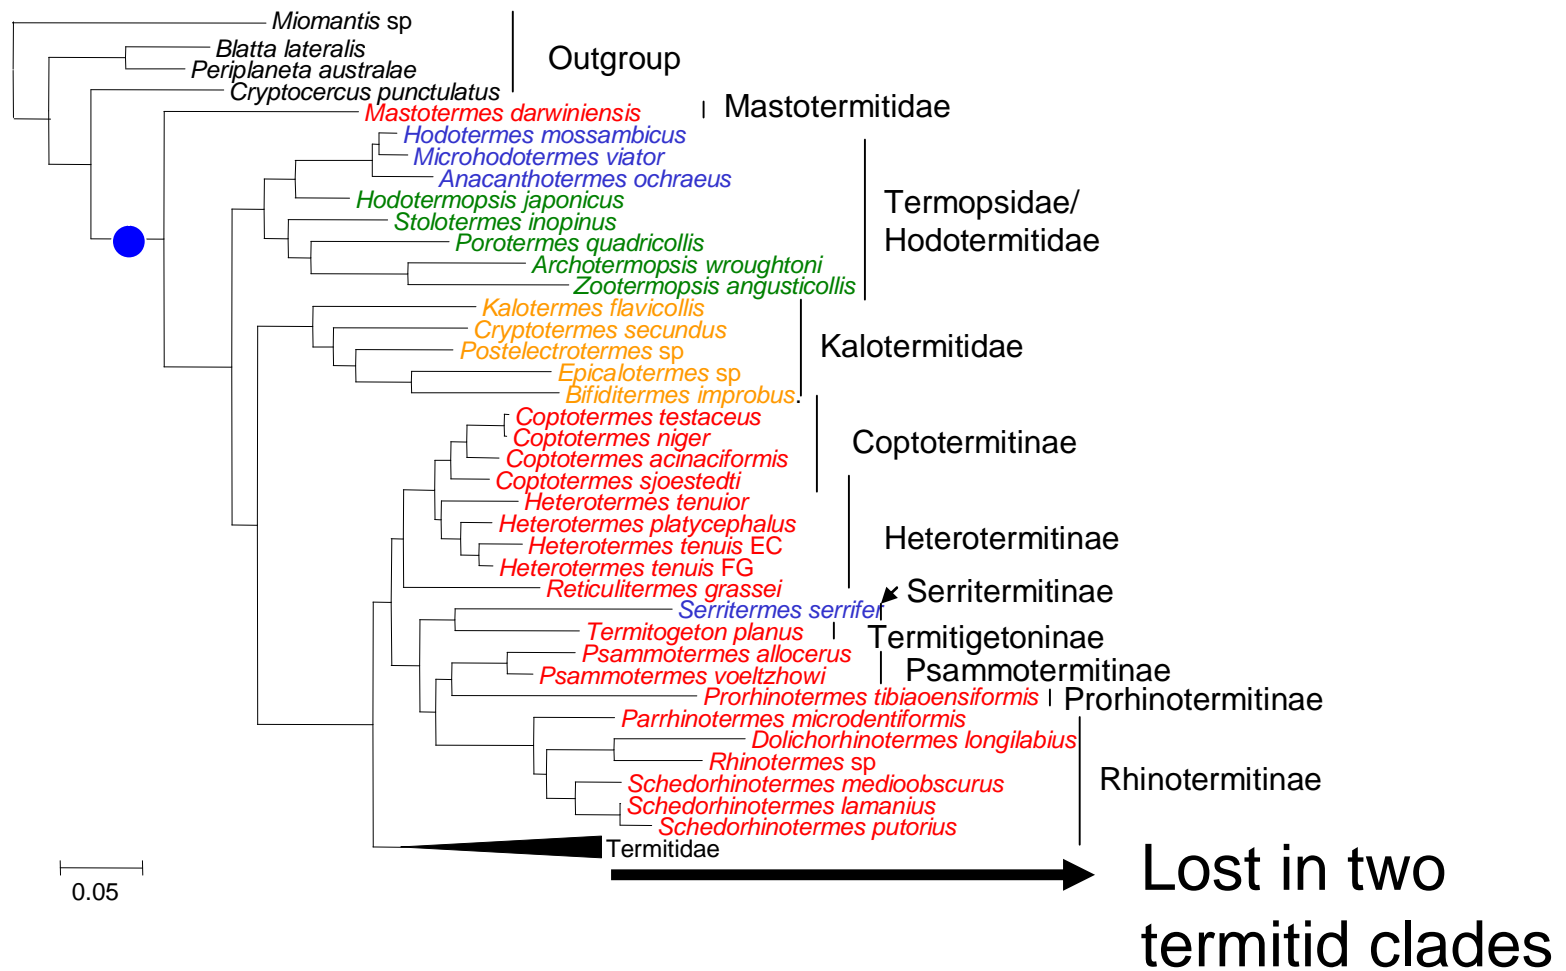 Miomantis sp
Blatta lateralis
Periplaneta australae
Cryptocercus punctulatus
Outgroup
Mastotermes darwiniensis
Mastotermitidae
Hodotermes mossambicus
Microhodotermes viator
Anacanthotermes ochraeus
Hodotermopsis japonicus
Stolotermes inopinus
Porotermes quadricollis
Archotermopsis wroughtoni
Zootermopsis angusticollis
Termopsidae/
Hodotermitidae
Kalotermes flavicollis
Cryptotermes secundus
Postelectrotermes sp
Epicalotermes sp
Bifiditermes improbus.
Kalotermitidae
Coptotermes testaceus
Coptotermes niger
Coptotermes acinaciformis
Coptotermes sjoestedti
Coptotermitinae
Heterotermes tenuior
Heterotermes platycephalus
Heterotermes tenuis EC
Heterotermes tenuis FG
Reticulitermes grassei
Heterotermitinae
Serritermes serrifer
Serritermitinae
Termitogeton planus
Termitigetoninae
Psammotermes allocerus
Psammotermes voeltzhowi
Psammotermitinae
Prorhinotermes tibiaoensiformis
Prorhinotermitinae
Parrhinotermes microdentiformis
Dolichorhinotermes longilabius
Rhinotermes sp
Schedorhinotermes medioobscurus
Schedorhinotermes lamanius
Schedorhinotermes putorius
Rhinotermitinae
Termitidae
0.05
Lost in two
termitid clades